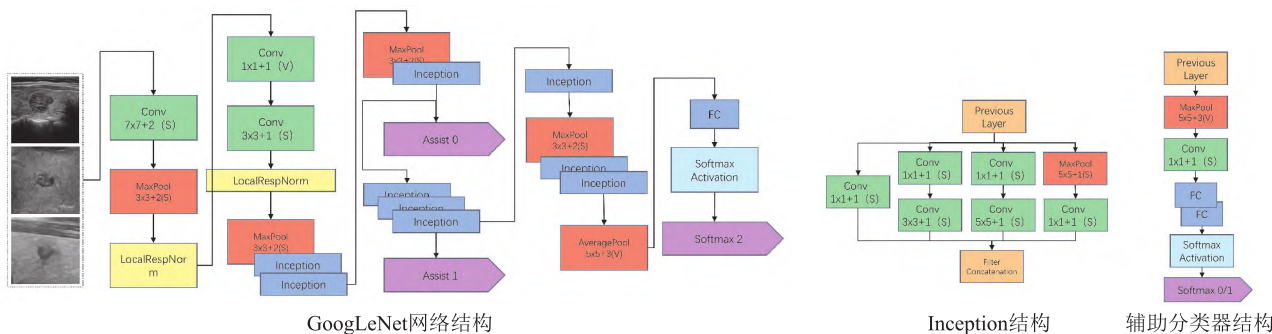 Conv
7x7+2 (S)
MaxPool
3x3+2(S)
LocalRespNor
m
Conv
1x1+1 (V)
Conv
3x3+1 (S)
LocalRespNorm
MaxPool
3x3+2(S)
Inception
Inception
MaxPool
3x3+2(S)
Inception
Assist 0
Inception
Inception
Inception
Assist 1
Inception
MaxPool
3x3+2(S)
Inception
Inception
AveragePool
5x5+3(V)
FC
Softmax
Activation
Softmax 2
GoogLeNet网络结构
Previous
Layer
Conv
1x1+1 (S)
Conv
1x1+1 (S)
Conv
1x1+1 (S)
MaxPool
5x5+1(S)
Conv
3x3+1 (S)
Conv
5x5+1 (S)
Conv
1x1+1 (S)
Filter
Concatenation
Inception结构
Previous
Layer
MaxPool
5x5+3(V)
Conv
1x1+1 (S)
FC
FC
Softmax
Activation
Softmax 0/1
辅助分类器结构